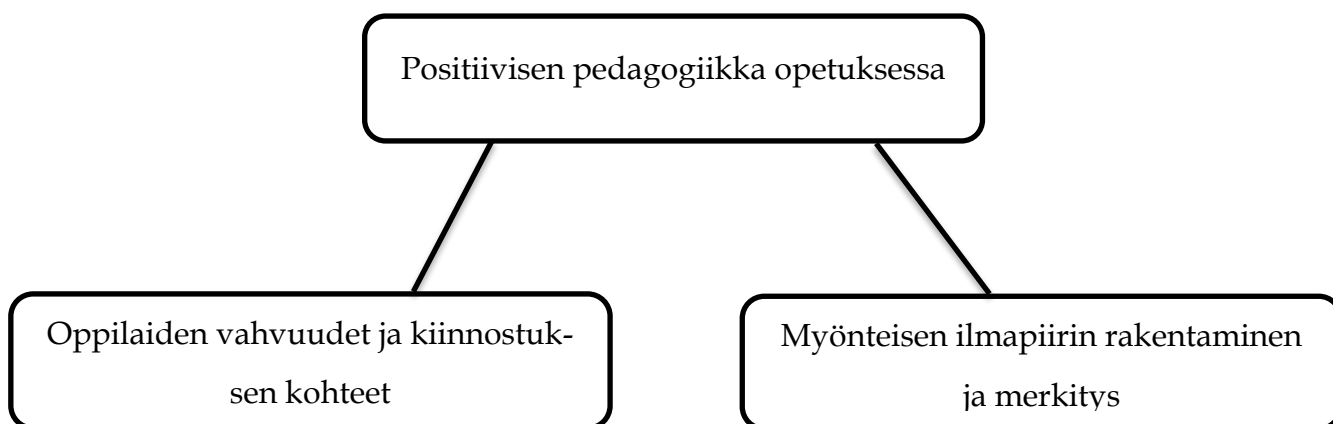 Positiivisen pedagogiikka opetuksessa
Oppilaiden vahvuudet ja kiinnostuk-
sen kohteet
Myönteisen ilmapiirin rakentaminen
ja merkitys